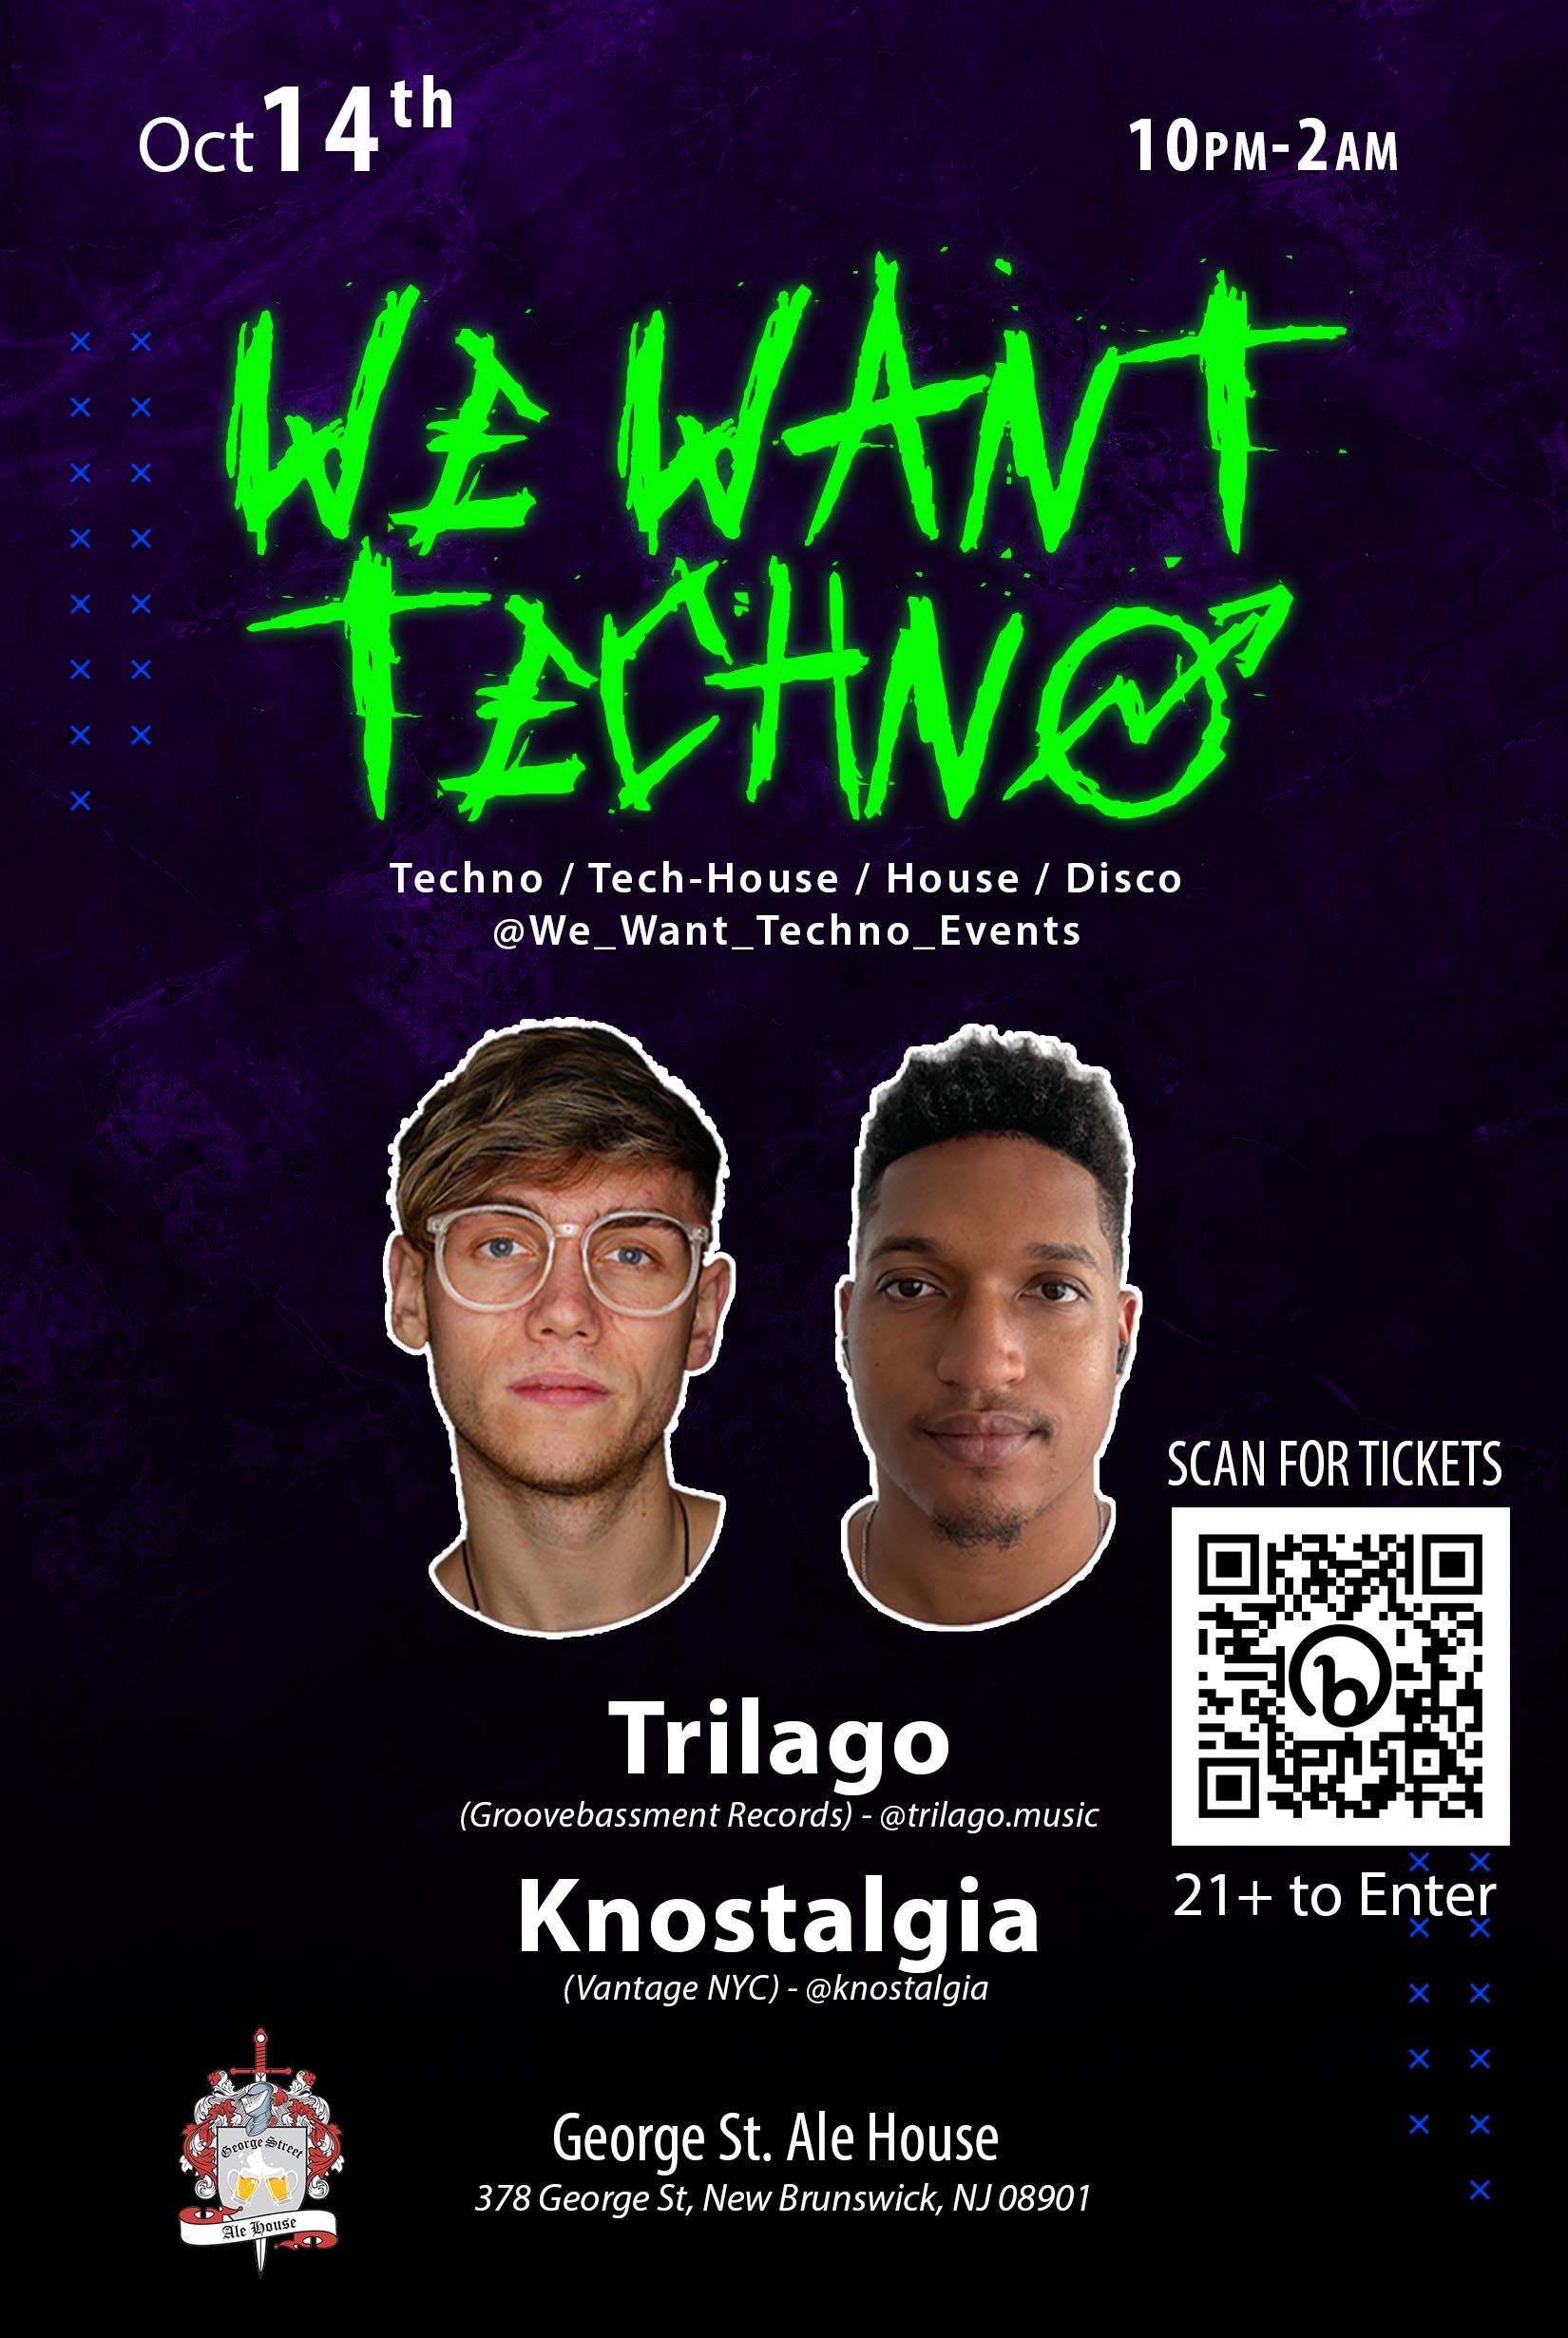 Oct 14th
10PM-2AM
WE WANT
TECHNO
Techno / Tech-House / House / Disco
@We_Want_Techno_Events
SCAN FOR TICKETS
b
Trilago
(Groovebassment Records) - @trilago.music
21+ to Enter
Knostalgia
(Vantage NYC) - @knostalgia
George Street
Ale House
George St. Ale House
378 George St, New Brunswick, NJ 08901